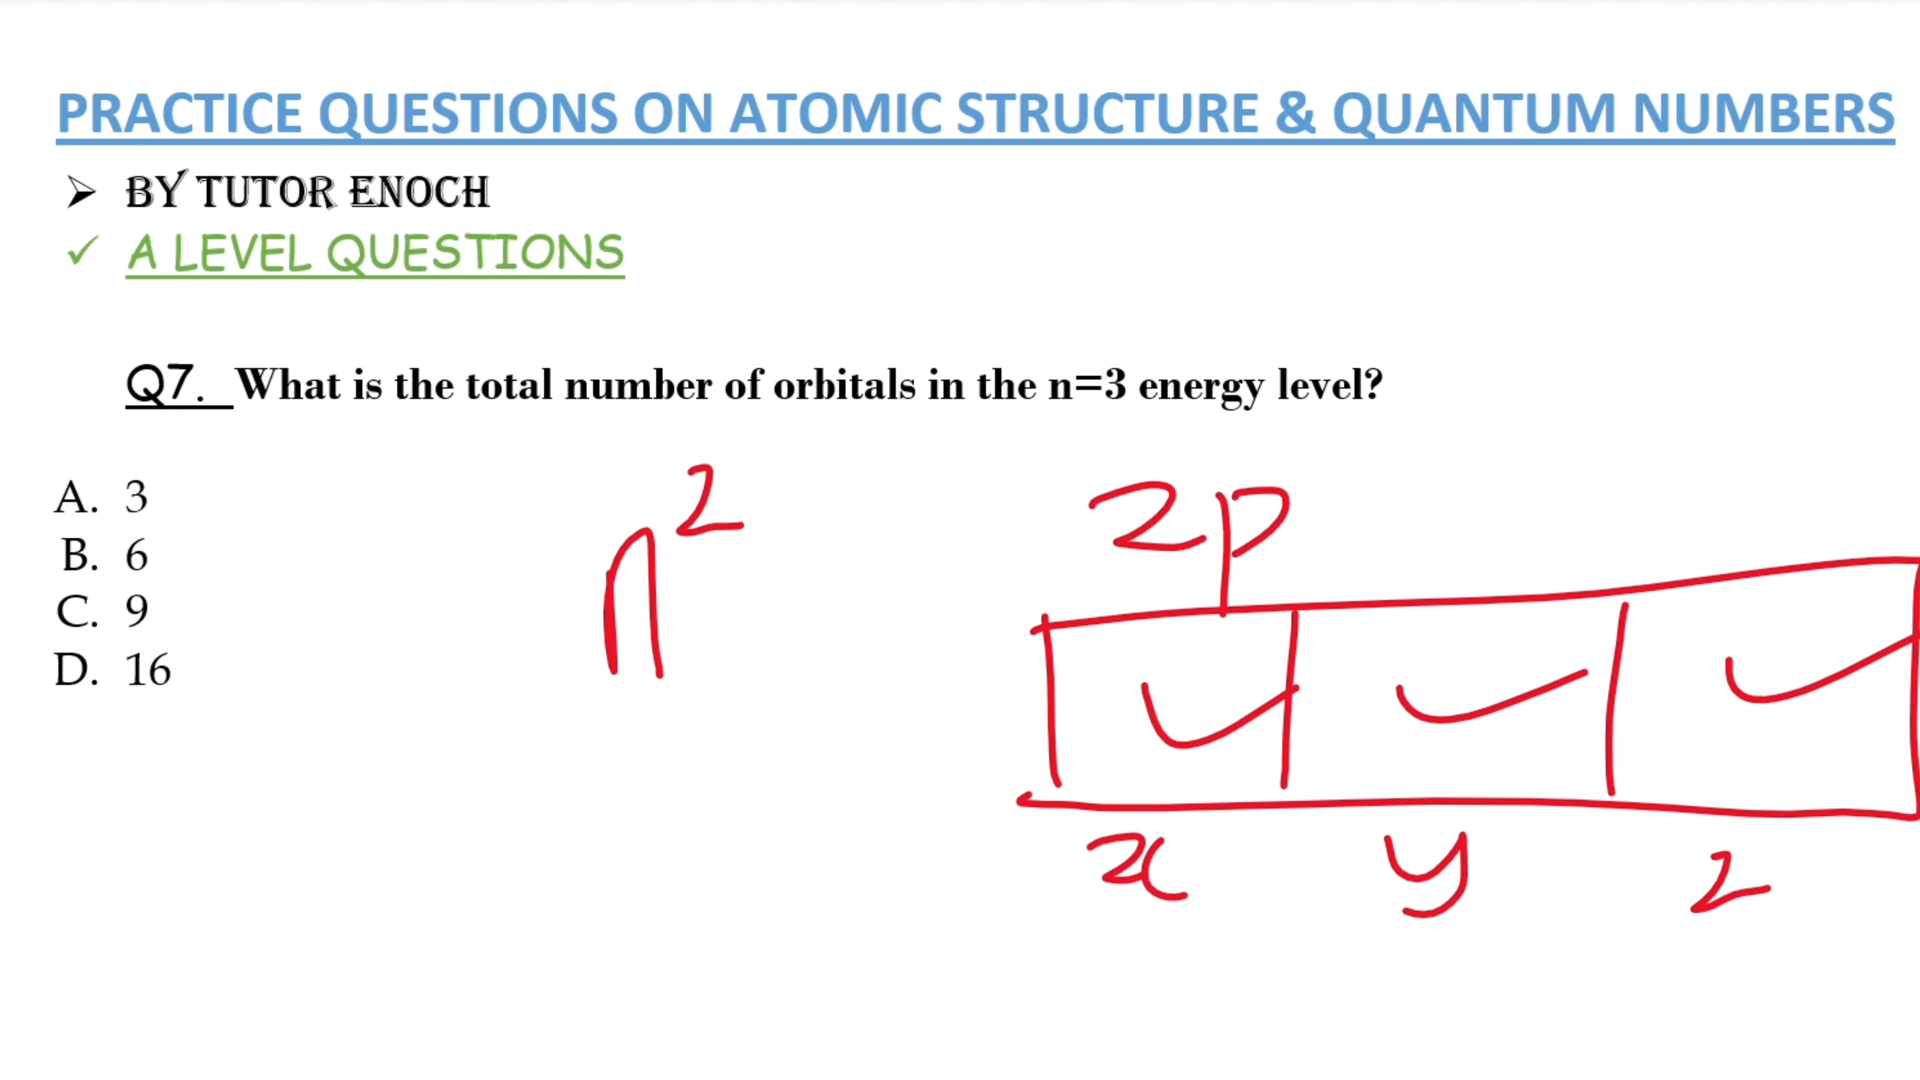 PRACTICE QUESTIONS ON ATOMIC STRUCTURE & QUANTUM NUMBERS
➢ BY TUTOR ENOCH
✓ A LEVEL QUESTIONS
Q7. What is the total number of orbitals in the n=3 energy level?
A. 3
B. 6
C. 9
D. 16
n²
2p
x y z